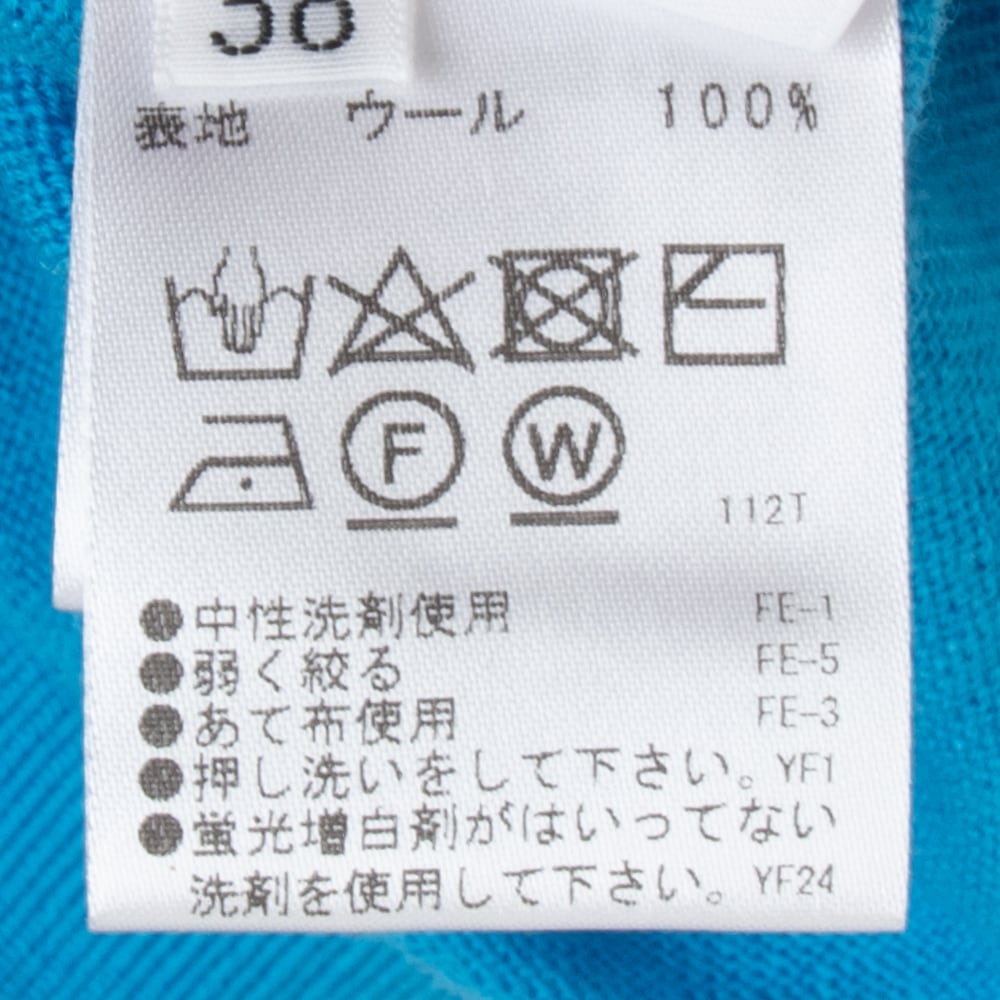 38
表地 ウール 100%
F W
112T
●中性洗剤使用 FE-1
●弱く絞る FE-5
●あて布使用 FE-3
●押し洗いをして下さい。 YF1
●蛍光増白剤がはいってない
洗剤を使用して下さい。 YF24